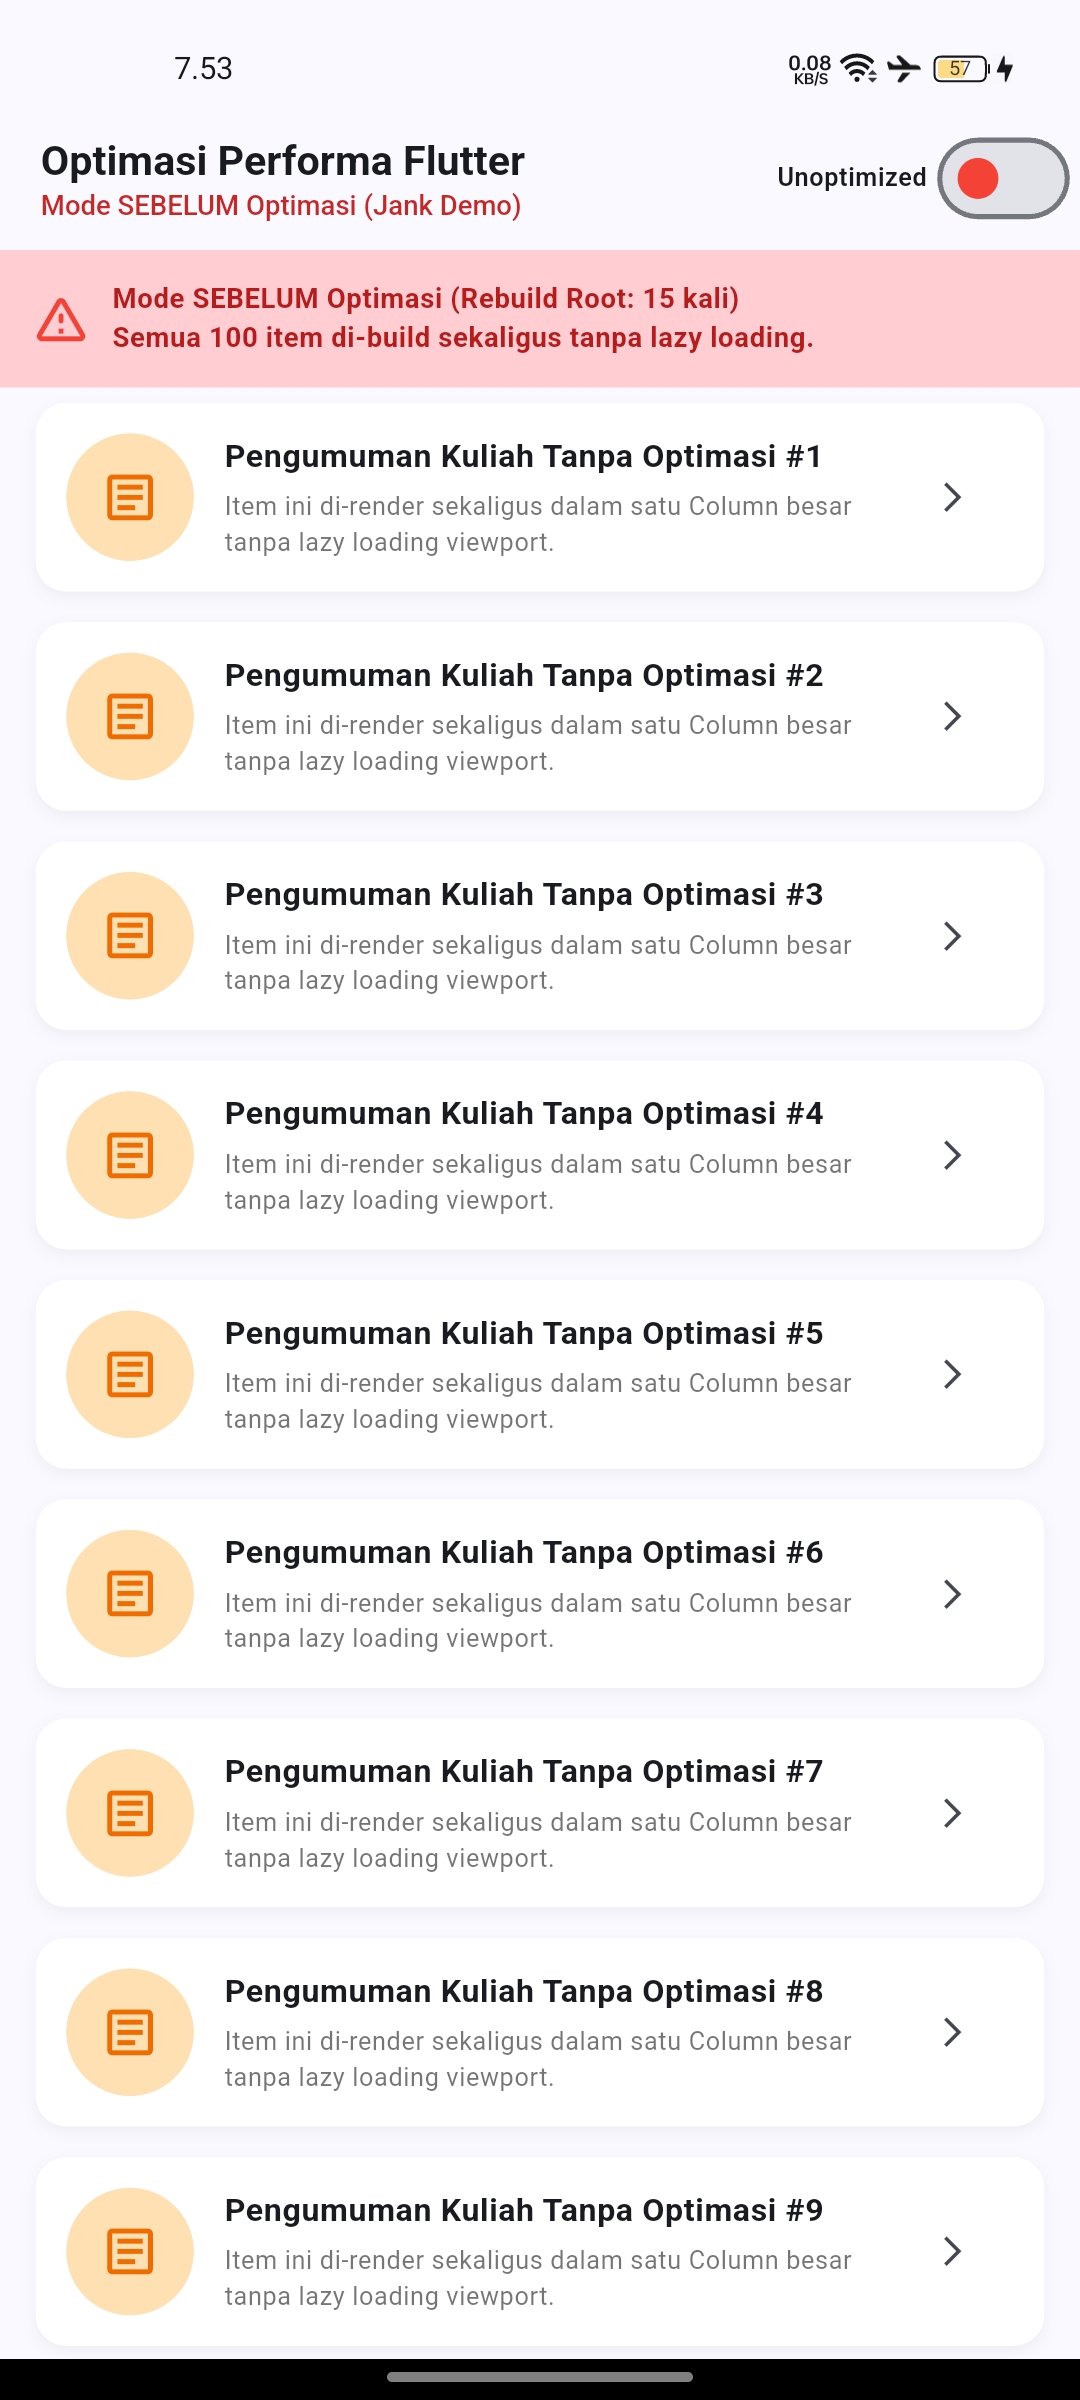 7.53
0.08
KB/S
57
Optimasi Performa Flutter
Mode SEBELUM Optimasi (Jank Demo)
Unoptimized
Mode SEBELUM Optimasi (Rebuild Root: 15 kali)
Semua 100 item di-build sekaligus tanpa lazy loading.
Pengumuman Kuliah Tanpa Optimasi #1
Item ini di-render sekaligus dalam satu Column besar
tanpa lazy loading viewport.
Pengumuman Kuliah Tanpa Optimasi #2
Item ini di-render sekaligus dalam satu Column besar
tanpa lazy loading viewport.
Pengumuman Kuliah Tanpa Optimasi #3
Item ini di-render sekaligus dalam satu Column besar
tanpa lazy loading viewport.
Pengumuman Kuliah Tanpa Optimasi #4
Item ini di-render sekaligus dalam satu Column besar
tanpa lazy loading viewport.
Pengumuman Kuliah Tanpa Optimasi #5
Item ini di-render sekaligus dalam satu Column besar
tanpa lazy loading viewport.
Pengumuman Kuliah Tanpa Optimasi #6
Item ini di-render sekaligus dalam satu Column besar
tanpa lazy loading viewport.
Pengumuman Kuliah Tanpa Optimasi #7
Item ini di-render sekaligus dalam satu Column besar
tanpa lazy loading viewport.
Pengumuman Kuliah Tanpa Optimasi #8
Item ini di-render sekaligus dalam satu Column besar
tanpa lazy loading viewport.
Pengumuman Kuliah Tanpa Optimasi #9
Item ini di-render sekaligus dalam satu Column besar
tanpa lazy loading viewport.